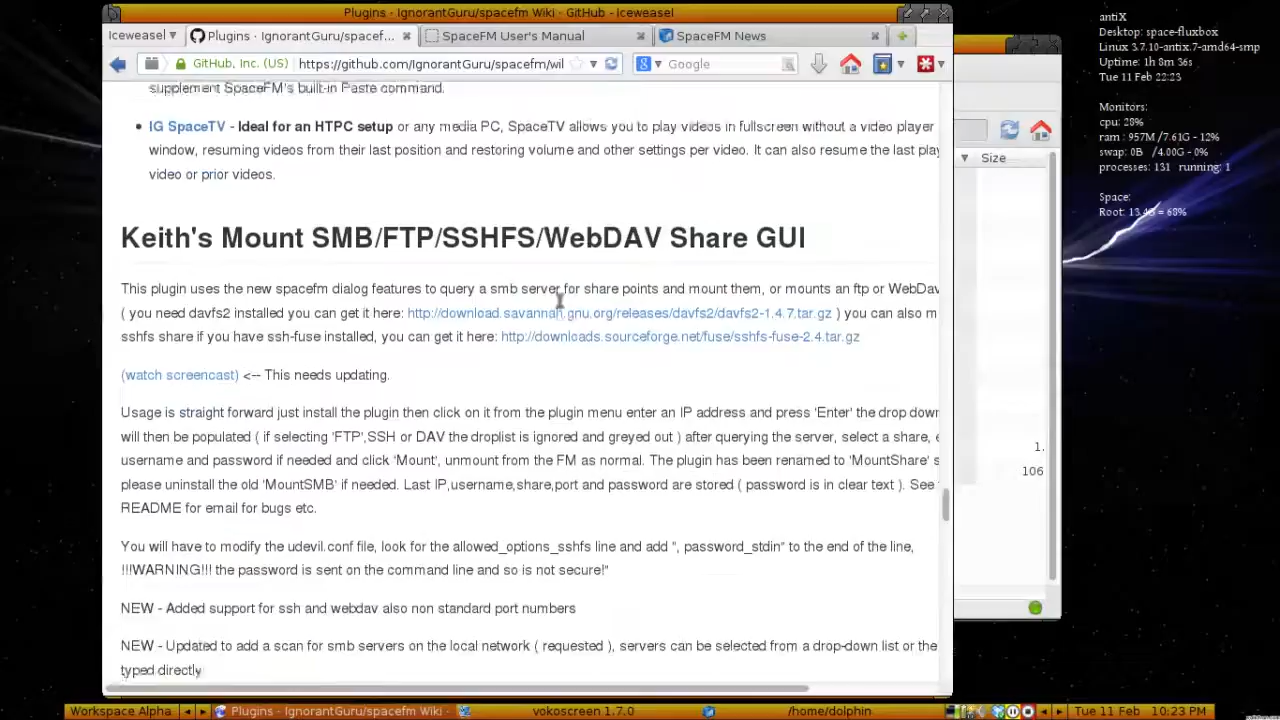 Plugins · IgnorantGuru/spacefm Wiki - GitHub - Iceweasel
Iceweasel
Plugins · IgnorantGuru/spacef...
SpaceFM User's Manual
SpaceFM News
GitHub, Inc. (US)
https://github.com/IgnorantGuru/spacefm/wil
Google
supplement SpaceFM's built-in Paste command.
IG SpaceTV - Ideal for an HTPC setup or any media PC, SpaceTV allows you to play videos in fullscreen without a video player
window, resuming videos from their last position and restoring volume and other settings per video. It can also resume the last play
video or prior videos.
Keith's Mount SMB/FTP/SSHFS/WebDAV Share GUI
This plugin uses the new spacefm dialog features to query a smb server for share points and mount them, or mounts an ftp or WebDav
( you need davfs2 installed you can get it here: http://download.savannah.gnu.org/releases/davfs2/davfs2-1.4.7.tar.gz ) you can also m
sshfs share if you have ssh-fuse installed, you can get it here: http://downloads.sourceforge.net/fuse/sshfs-fuse-2.4.tar.gz
(watch screencast) <-- This needs updating.
Usage is straight forward just install the plugin then click on it from the plugin menu enter an IP address and press 'Enter' the drop down
will then be populated ( if selecting 'FTP',SSH or DAV the droplist is ignored and greyed out ) after querying the server, select a share, e
username and password if needed and click 'Mount', unmount from the FM as normal. The plugin has been renamed to 'MountShare' s
please uninstall the old 'MountSMB' if needed. Last IP,username,share,port and password are stored ( password is in clear text ). See
README for email for bugs etc.
You will have to modify the udevil.conf file, look for the allowed_options_sshfs line and add ", password_stdin" to the end of the line,
!!!WARNING!!! the password is sent on the command line and so is not secure!"
NEW - Added support for ssh and webdav also non standard port numbers
NEW - Updated to add a scan for smb servers on the local network ( requested ), servers can be selected from a drop-down list or the
typed directly
Size
1.
106
antiX
Desktop: space-fluxbox
Linux 3.7.10-antix.7-amd64-smp
Uptime: 1h 8m 36s
Tue 11 Feb 22:23
Monitors:
cpu: 28%
ram : 957M /7.61G - 12%
swap: 0B /4.00G - 0%
processes: 131 running: 1
Space:
Root: 13.4G = 68%
Workspace Alpha
Plugins · IgnorantGuru/spacefm Wiki ·
vokoscreen 1.7.0
/home/dolphin
Tue 11 Feb
10:23 PM